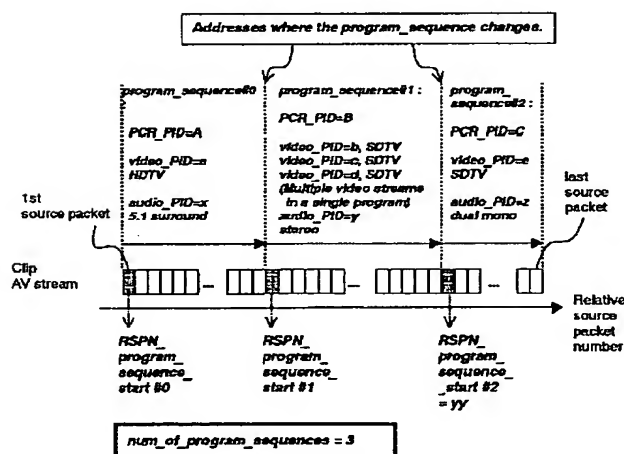 Addresses where the program_sequence changes.
program_sequence#0
PCR_PID=A
video_PID=a
HDTV
audio_PID=x
5.1 surround
program_sequence#1 :
PCR_PID=B
video_PID=b, SDTV
video_PID=c, SDTV
video_PID=d, SDTV
(Multiple video streams
in a single program)
audio_PID=y
stereo
program_
sequence#2 :
PCR_PID=C
video_PID=e
SDTV
audio_PID=z
dual mono
1st
source packet
last
source
packet
Clip
AV stream
Relative
source
packet
number
RSPN_
program_
sequence_
start #0
RSPN_
program_
sequence_
start #1
RSPN_
program_
sequence_
_start #2
= yy
num_of_program_sequences = 3